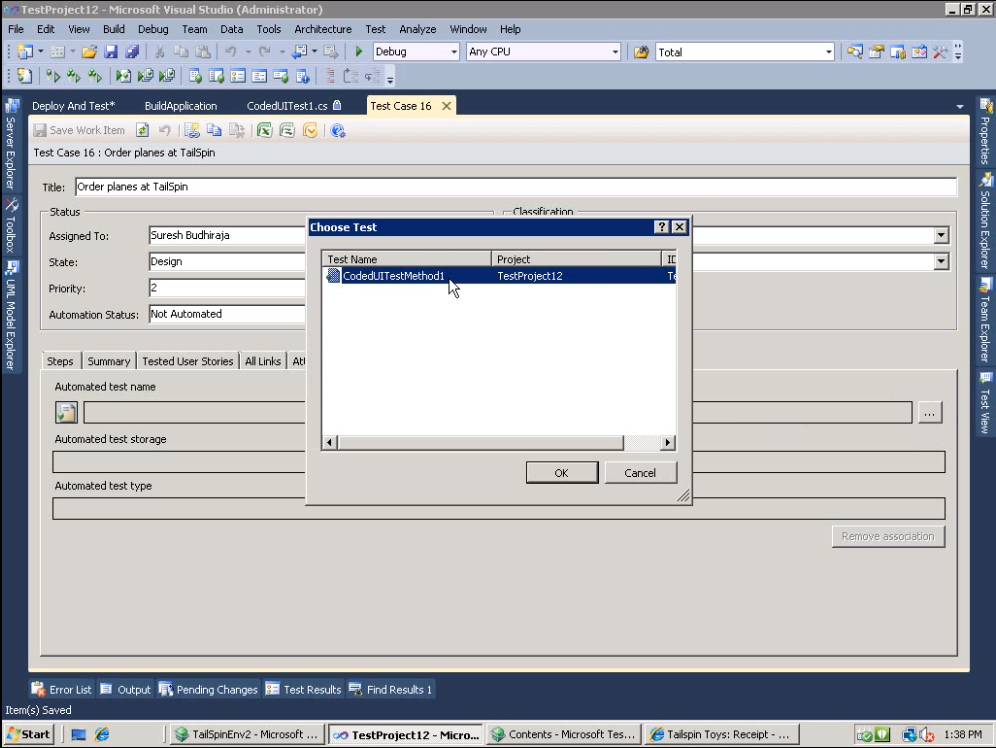 TestProject12 - Microsoft Visual Studio (Administrator)
File Edit View Build Debug Team Data Tools Architecture Test Analyze Window Help
Debug Any CPU Total
Deploy And Test* BuildApplication CodedUITest1.cs Test Case 16
Save Work Item
Test Case 16 : Order planes at TailSpin
Title: Order planes at TailSpin
Status Classification
Assigned To: Suresh Budhiraja
State: Design
Priority: 2
Automation Status: Not Automated
Choose Test
Test Name Project ID
CodedUITestMethod1 TestProject12 Te
OK Cancel
Steps Summary Tested User Stories All Links
Automated test name
...
Automated test storage
Automated test type
Remove association
Server Explorer
Toolbox
UML Model Explorer
Properties
Solution Explorer
Team Explorer
Test View
Error List Output Pending Changes Test Results Find Results 1
Item(s) Saved
Start TailSpinEnv2 - Microsoft ... TestProject12 - Micro... Contents - Microsoft Tes... Tailspin Toys: Receipt - ... 1:38 PM